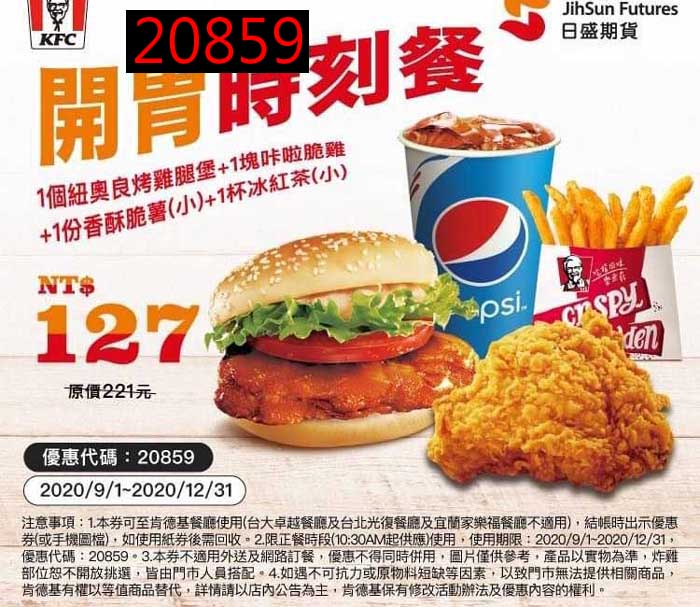 KFC
20859
JihSun Futures
日盛期貨
開胃時刻餐
1個紐奧良烤雞腿堡+1塊咔啦脆雞
+1份香酥脆薯(小)+1杯冰紅茶(小)
NT$
127
原價221元
psi
CRISPY
den
優惠代碼：20859
2020/9/1~2020/12/31
注意事項：1.本券可至肯德基餐廳使用(台大卓越餐廳及台北光復餐廳及宜蘭家樂福餐廳不適用)，結帳時出示優惠
券(或手機圖檔)，如使用紙券後需回收。2.限正餐時段(10:30AM起供應)使用，使用期限：2020/9/1~2020/12/31，
優惠代碼：20859。3.本券不適用外送及網路訂餐，優惠不得同時併用，圖片僅供參考，產品以實物為準，炸雞
部位恕不開放挑選，皆由門市人員搭配。4.如遇不可抗力或原物料短缺等因素，以致門市無法提供相關商品，
肯德基有權以等值商品替代，詳情請以店內公告為主，肯德基保有修改活動辦法及優惠內容的權利。